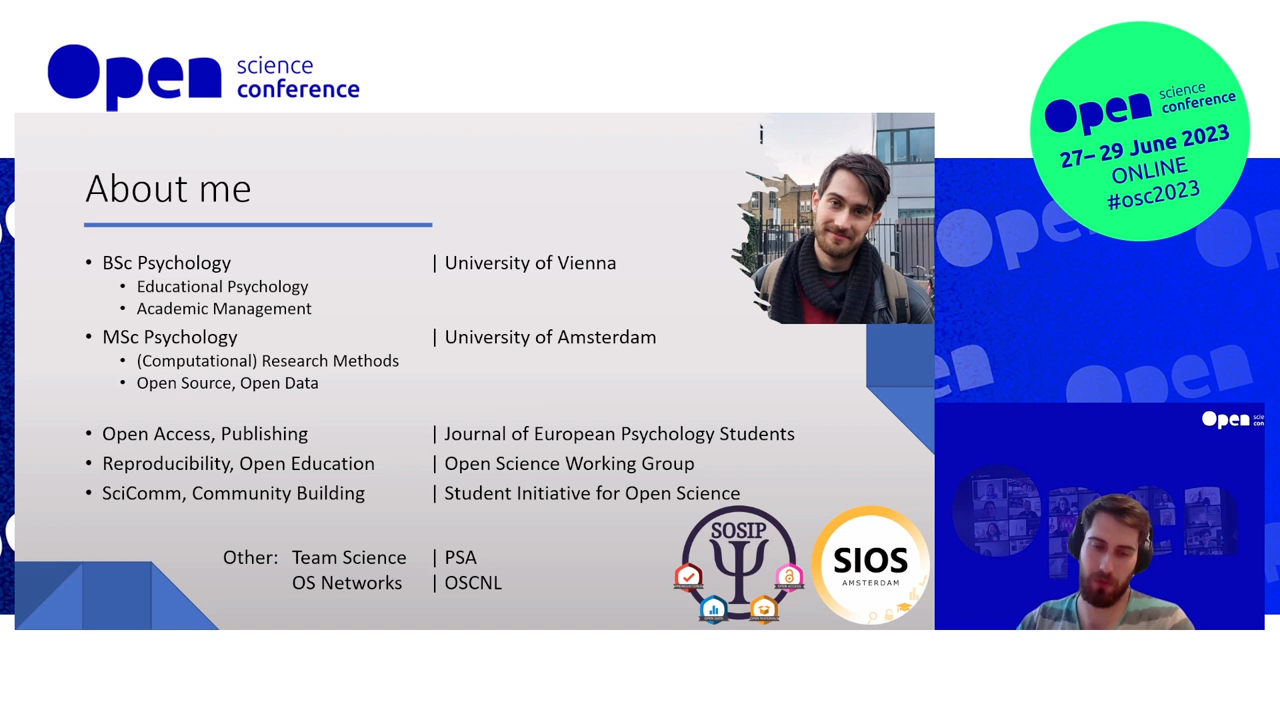 Open science
conference
Open science
conference
27– 29 June 2023
ONLINE
#osc2023
About me
• BSc Psychology | University of Vienna
• Educational Psychology
• Academic Management
• MSc Psychology | University of Amsterdam
• (Computational) Research Methods
• Open Source, Open Data
• Open Access, Publishing | Journal of European Psychology Students
• Reproducibility, Open Education | Open Science Working Group
• SciComm, Community Building | Student Initiative for Open Science
Other: Team Science | PSA
OS Networks | OSCNL
SOSIP
SIOS
AMSTERDAM
Open
Open
Open